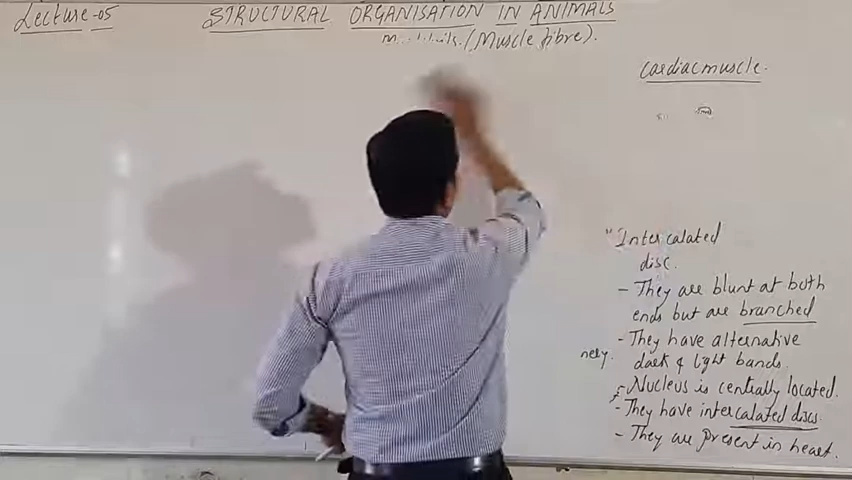 Lecture-05
STRUCTURAL ORGANISATION IN ANIMALS
(Muscle fibre).
Cardiac muscle.
"Intercalated
disc.
- They are blunt at both
ends but are branched
- They have alternative
dark & light bands.
nely.
Nucleus is centrally located.
- They have intercalated discs.
- They are present in heart.